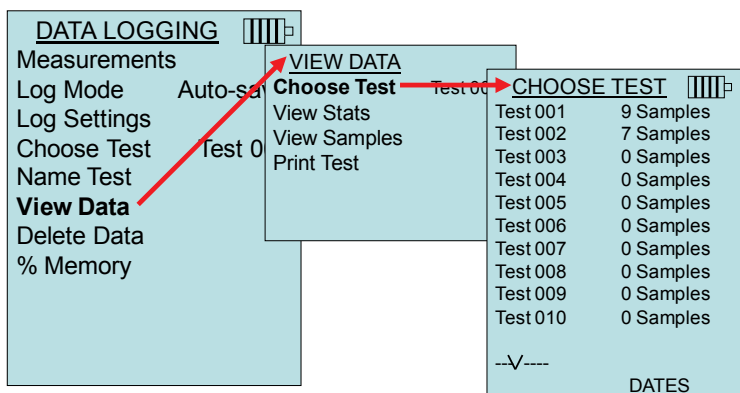 DATA LOGGING
Measurements
Log Mode
Log Settings
Choose Test
Name Test
View Data
Delete Data
% Memory
VIEW DATA
Choose Test
View Stats
View Samples
Print Test
CHOOSE TEST
Test 001 9 Samples
Test 002 7 Samples
Test 003 0 Samples
Test 004 0 Samples
Test 005 0 Samples
Test 006 0 Samples
Test 007 0 Samples
Test 008 0 Samples
Test 009 0 Samples
Test 010 0 Samples
--√----
DATES